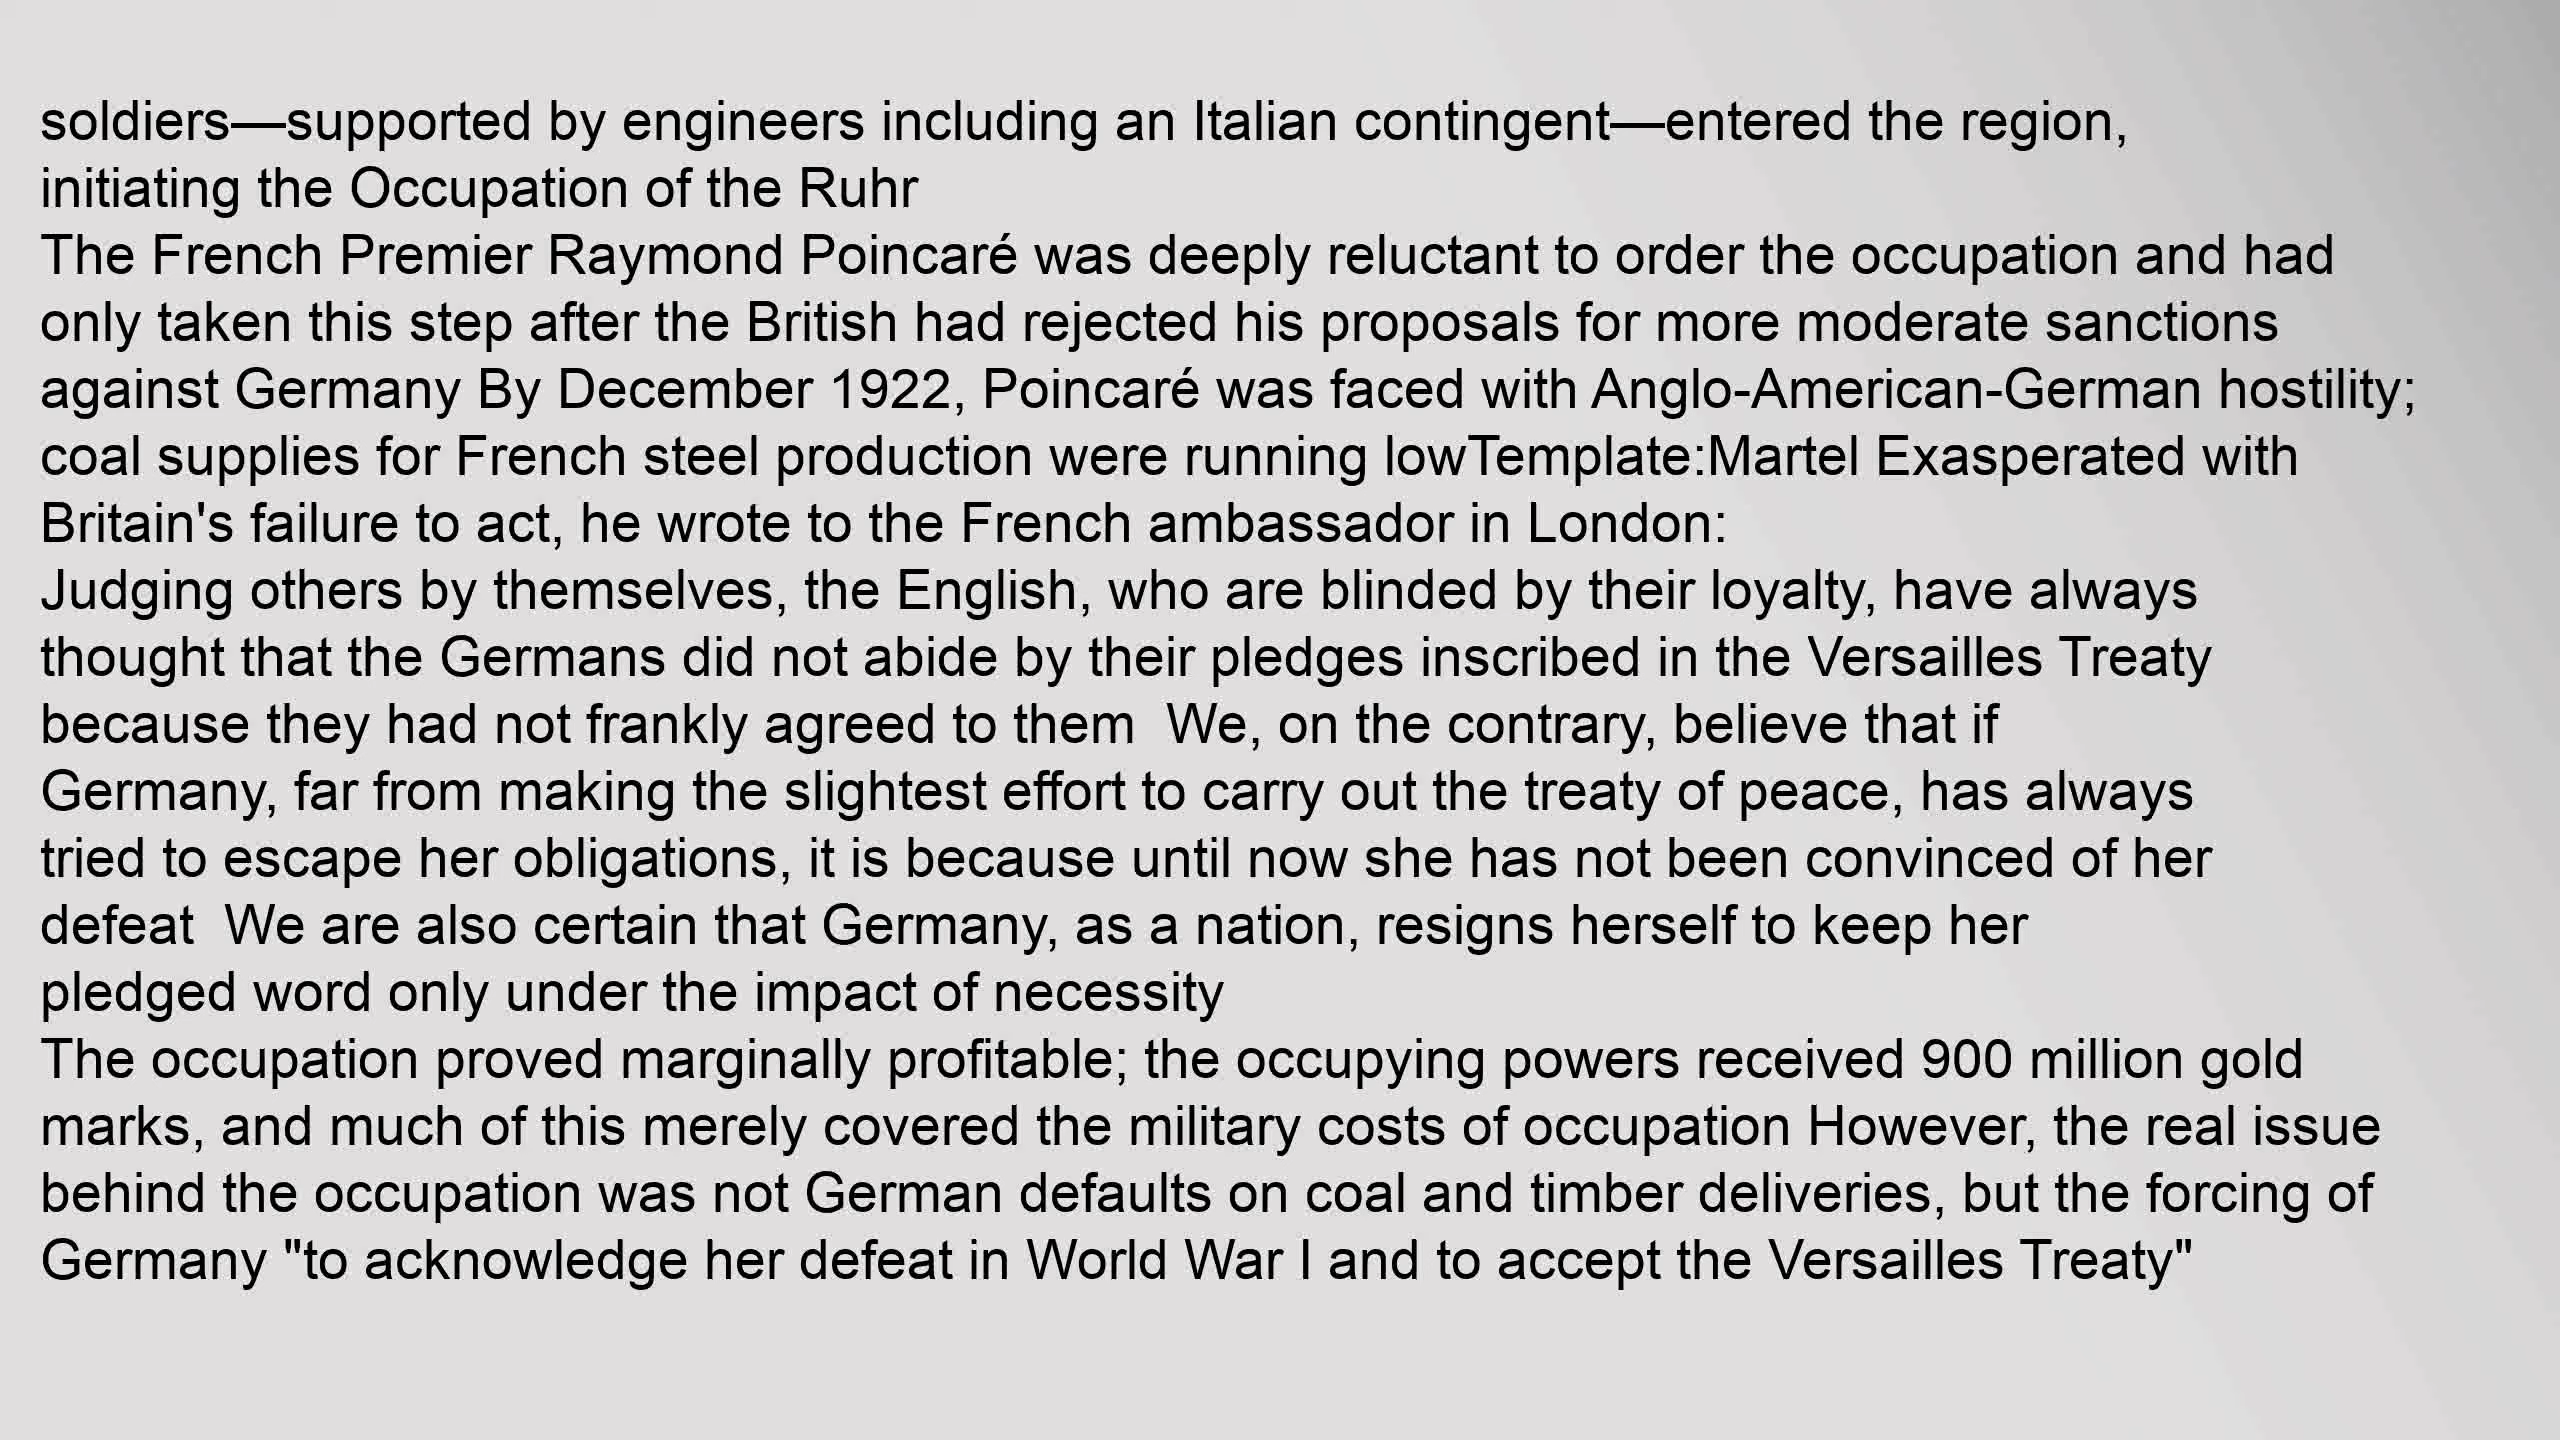 soldiers—supported by engineers including an Italian contingent—entered the region,
initiating the Occupation of the Ruhr
The French Premier Raymond Poincaré was deeply reluctant to order the occupation and had
only taken this step after the British had rejected his proposals for more moderate sanctions
against Germany By December 1922, Poincaré was faced with Anglo-American-German hostility;
coal supplies for French steel production were running lowTemplate:Martel Exasperated with
Britain's failure to act, he wrote to the French ambassador in London:
Judging others by themselves, the English, who are blinded by their loyalty, have always
thought that the Germans did not abide by their pledges inscribed in the Versailles Treaty
because they had not frankly agreed to them  We, on the contrary, believe that if
Germany, far from making the slightest effort to carry out the treaty of peace, has always
tried to escape her obligations, it is because until now she has not been convinced of her
defeat  We are also certain that Germany, as a nation, resigns herself to keep her
pledged word only under the impact of necessity
The occupation proved marginally profitable; the occupying powers received 900 million gold
marks, and much of this merely covered the military costs of occupation However, the real issue
behind the occupation was not German defaults on coal and timber deliveries, but the forcing of
Germany "to acknowledge her defeat in World War I and to accept the Versailles Treaty"